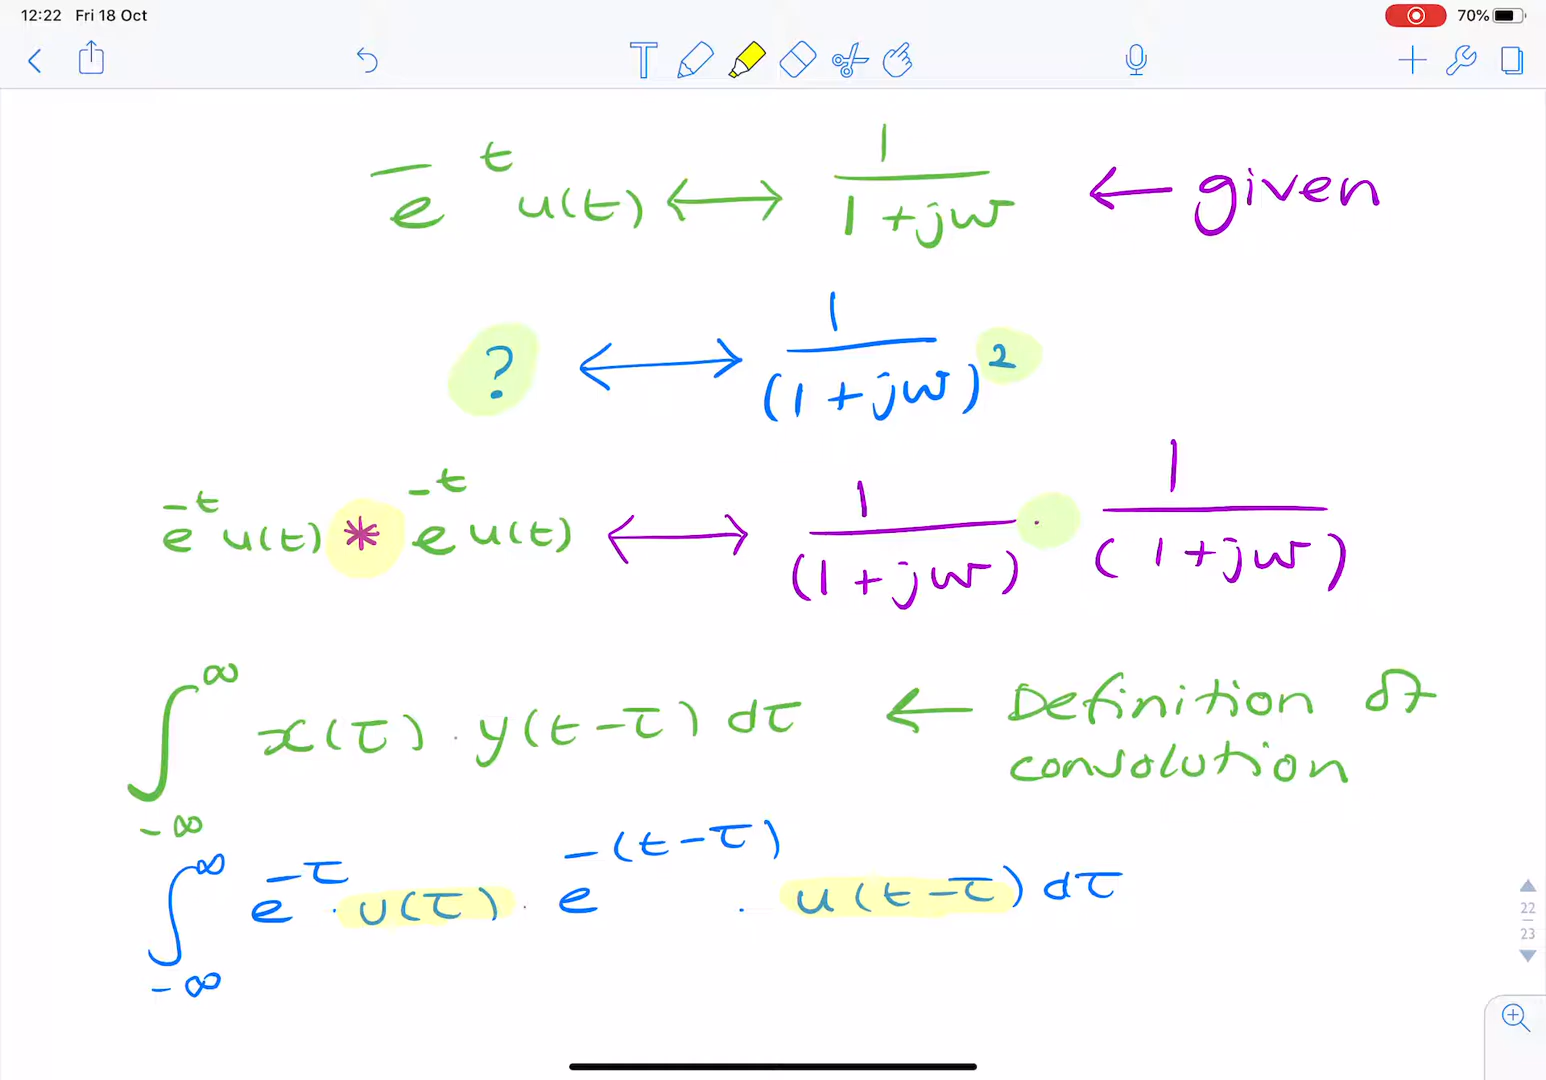 12:22 Fri 18 Oct 70%
T
e^{-t} u(t) ⟷ 1/(1+jω) ← given
? ⟷ 1/(1+jω)^2
e^{-t} u(t) * e^{-t} u(t) ⟷ 1/(1+jω) · 1/(1+jω)
∫_{-∞}^{∞} x(τ) · y(t-τ) dτ ← Definition of
convolution
∫_{-∞}^{∞} e^{-τ} · u(τ) · e^{-(t-τ)} · u(t-τ) dτ
22
23